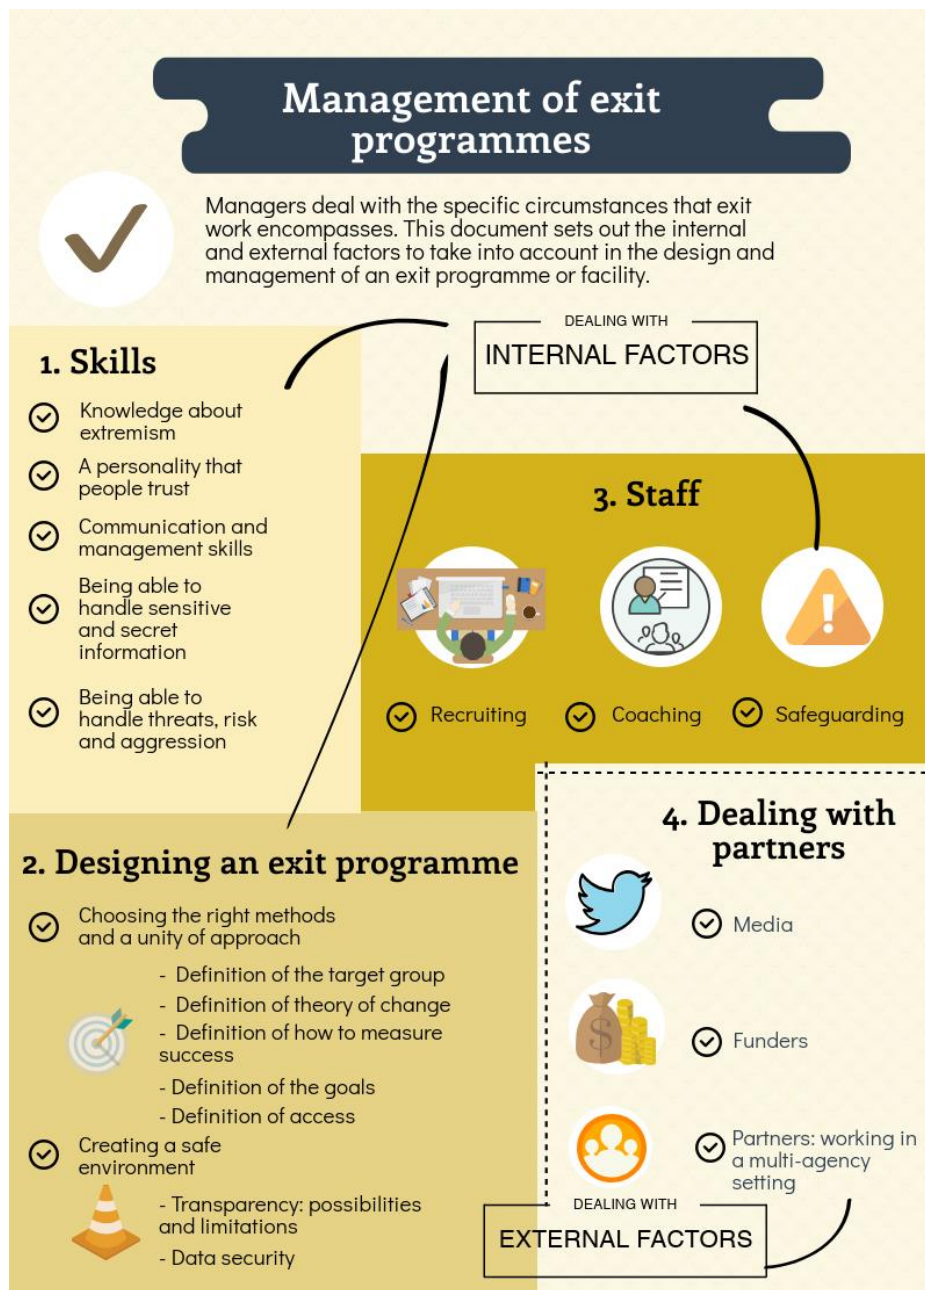 Management of exit
programmes
Managers deal with the specific circumstances that exit
work encompasses. This document sets out the internal
and external factors to take into account in the design and
management of an exit programme or facility.
DEALING WITH
INTERNAL FACTORS
1. Skills
Knowledge about
extremism
A personality that
people trust
Communication and
management skills
Being able to
handle sensitive
and secret
information
Being able to
handle threats, risk
and aggression
3. Staff
Recruiting
Coaching
Safeguarding
2. Designing an exit programme
Choosing the right methods
and a unity of approach
- Definition of the target group
- Definition of theory of change
- Definition of how to measure
success
- Definition of the goals
- Definition of access
Creating a safe
environment
- Transparency: possibilities
and limitations
- Data security
4. Dealing with
partners
Media
$
Funders
Partners: working in
a multi-agency
setting
DEALING WITH
EXTERNAL FACTORS